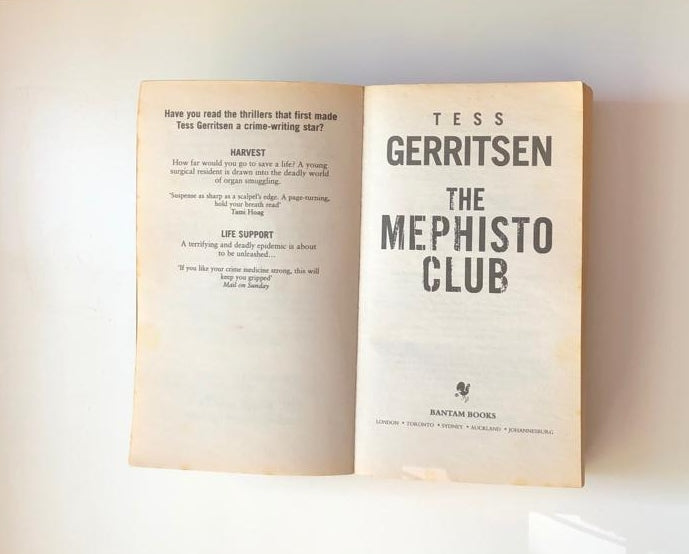 Have you read the thrillers that first made
Tess Gerritsen a crime-writing star?
HARVEST
How far would you go to save a life? A young
surgical resident is drawn into the deadly world
of organ smuggling.
'Suspense as sharp as a scalpel's edge. A page-turning,
hold your breath read'
Tami Hoag
LIFE SUPPORT
A terrifying and deadly epidemic is about
to be unleashed...
'If you like your crime medicine strong, this will
keep you gripped'
Mail on Sunday
TESS
GERRITSEN
THE
MEPHISTO
CLUB
BANTAM BOOKS
LONDON • TORONTO • SYDNEY • AUCKLAND • JOHANNESBURG